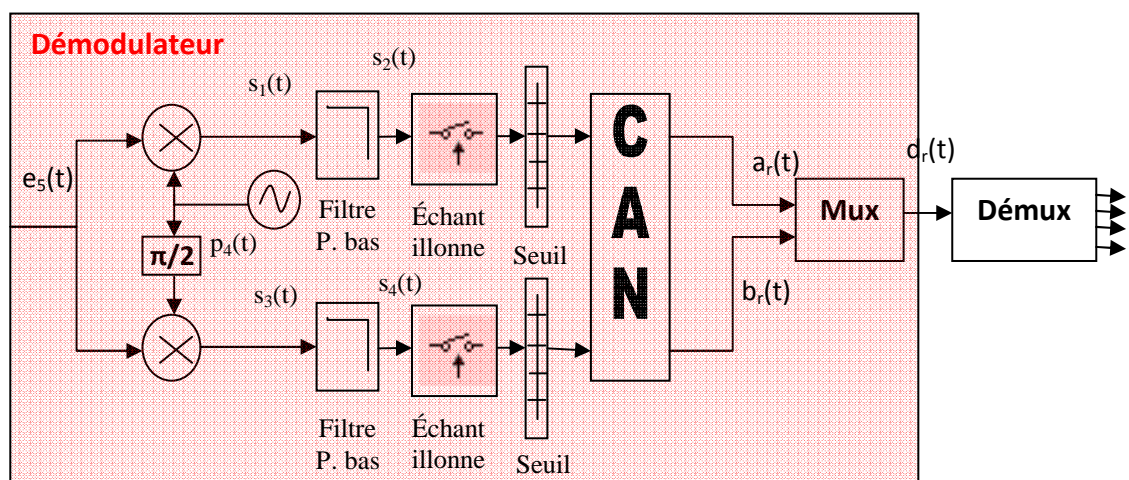 Démodulateur
s₁(t)
s₂(t)
e₅(t)
p₄(t)
π/2
Filtre
P. bas
Échant
illonne
Seuil
s₃(t)
s₄(t)
Filtre
P. bas
Échant
illonne
Seuil
C
A
N
aᵣ(t)
bᵣ(t)
Mux
dᵣ(t)
Démux